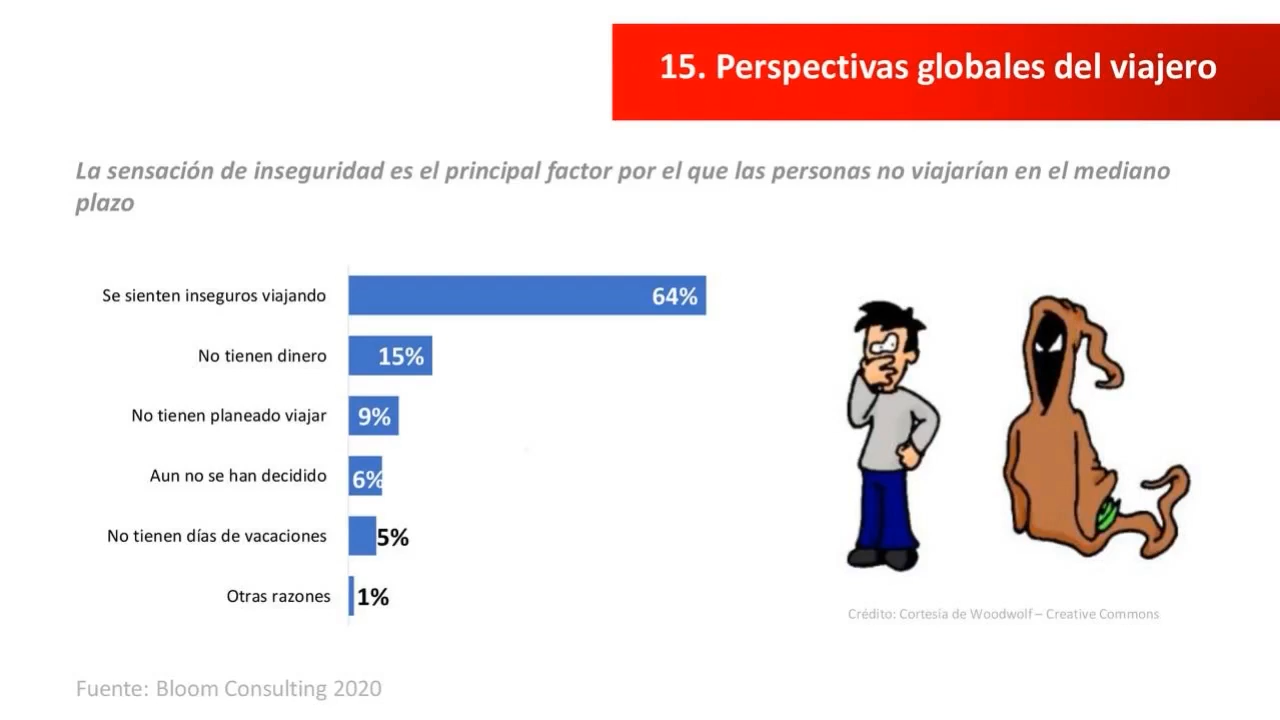 15. Perspectivas globales del viajero
La sensación de inseguridad es el principal factor por el que las personas no viajarían en el mediano
plazo
Se sienten inseguros viajando 64%
No tienen dinero 15%
No tienen planeado viajar 9%
Aun no se han decidido 6%
No tienen días de vacaciones 5%
Otras razones 1%
Crédito: Cortesía de Woodwolf – Creative Commons
Fuente: Bloom Consulting 2020